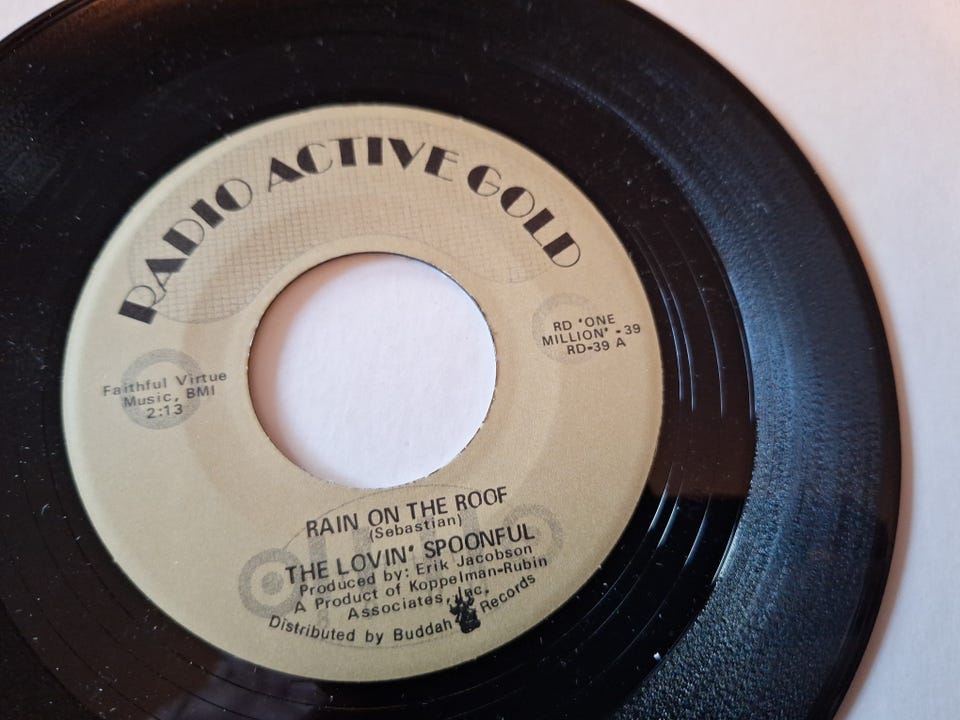 RADIO ACTIVE GOLD
RD "ONE
MILLION" - 39
RD-39 A
Faithful Virtue
Music, BMI
2:13
RAIN ON THE ROOF
(Sebastian)
THE LOVIN' SPOONFUL
Produced by: Erik Jacobson
A Product of Koppelman-Rubin
Associates, Inc.
Distributed by Buddah Records